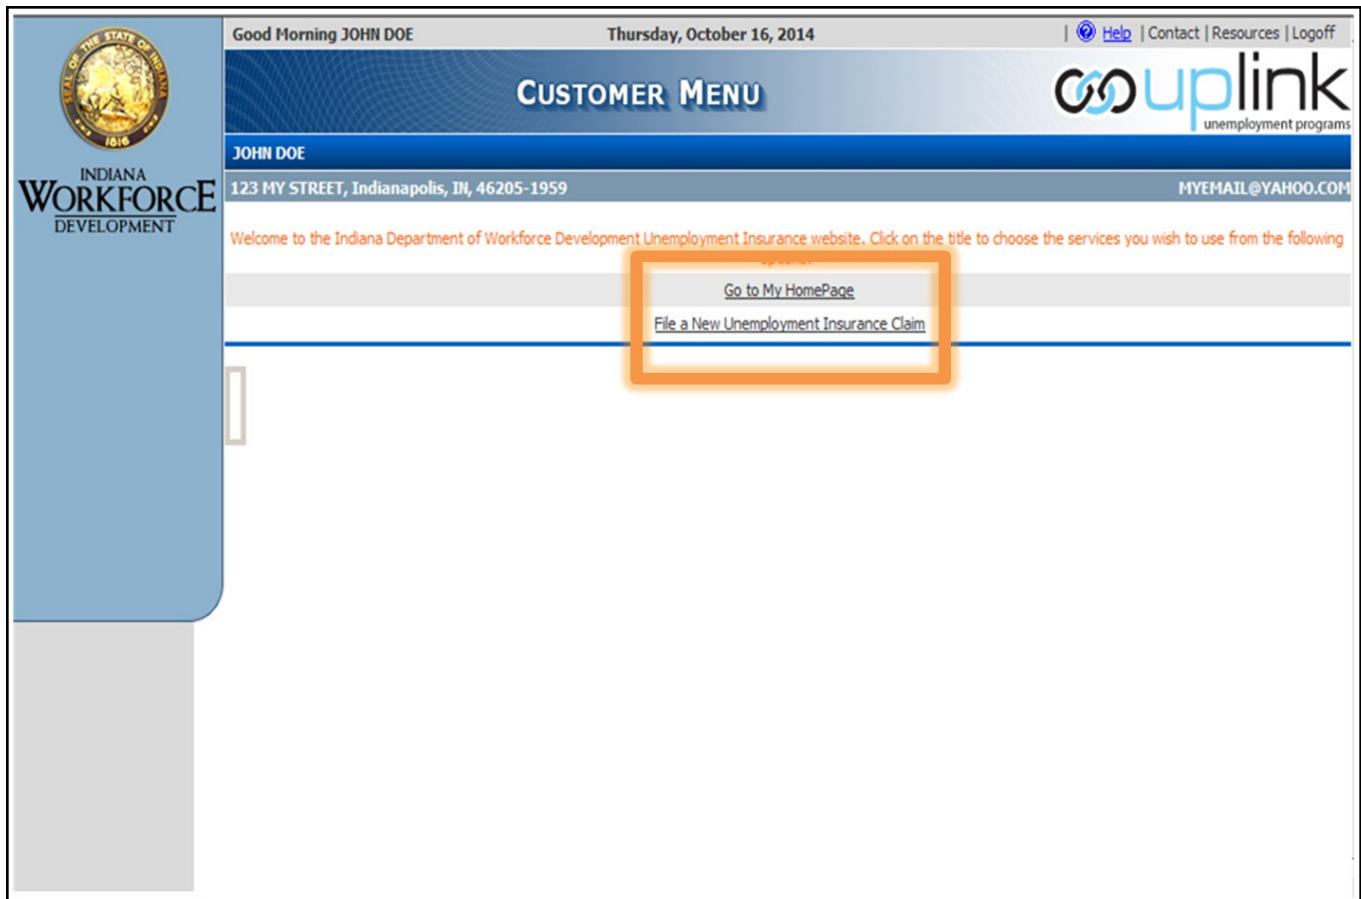 SEAL OF THE STATE OF INDIANA
1816
INDIANA
WORKFORCE
DEVELOPMENT
Good Morning JOHN DOE Thursday, October 16, 2014 | Help | Contact | Resources | Logoff
CUSTOMER MENU
uplink
unemployment programs
JOHN DOE
123 MY STREET, Indianapolis, IN, 46205-1959 MYEMAIL@YAHOO.COM
Welcome to the Indiana Department of Workforce Development Unemployment Insurance website. Click on the title to choose the services you wish to use from the following
Go to My HomePage
File a New Unemployment Insurance Claim